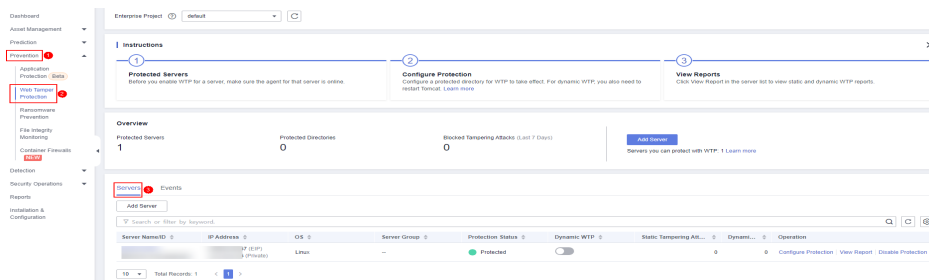 Dashboard
Asset Management
Prediction
Prevention 1
Application
Protection Beta
Web Tamper
Protection 2
Ransomware
Prevention
File Integrity
Monitoring
Container Firewalls
NEW
Detection
Security Operations
Reports
Installation &
Configuration
Enterprise Project ? default
Instructions
1
Protected Servers
Before you enable WTP for a server, make sure the agent for that server is online.
2
Configure Protection
Configure a protected directory for WTP to take effect. For dynamic WTP, you also need to
restart Tomcat. Learn more
3
View Reports
Click View Report in the server list to view static and dynamic WTP reports.
Overview
Protected Servers
1
Protected Directories
0
Blocked Tampering Attacks (Last 7 Days)
0
Add Server
Servers you can protect with WTP: 1 Learn more
Servers 3 Events
Add Server
Search or filter by keyword.
Server Name/ID IP Address OS Server Group Protection Status Dynamic WTP Static Tampering Att... Dynami... Operation
(EIP)
(Private)
Linux -- Protected 0 0 Configure Protection View Report Disable Protection
10 Total Records: 1 < 1 >